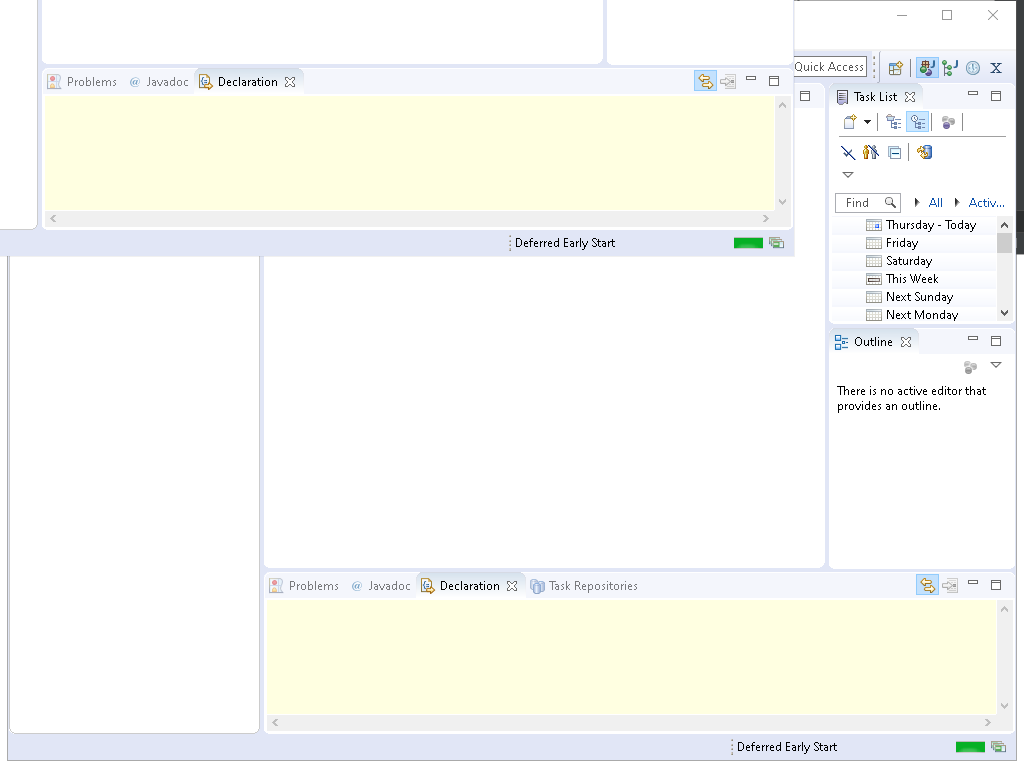 Problems @ Javadoc Declaration
Deferred Early Start
Quick Access
X
Task List
Find All Activ...
Thursday - Today
Friday
Saturday
This Week
Next Sunday
Next Monday
Outline
There is no active editor that
provides an outline.
Problems @ Javadoc Declaration Task Repositories
Deferred Early Start